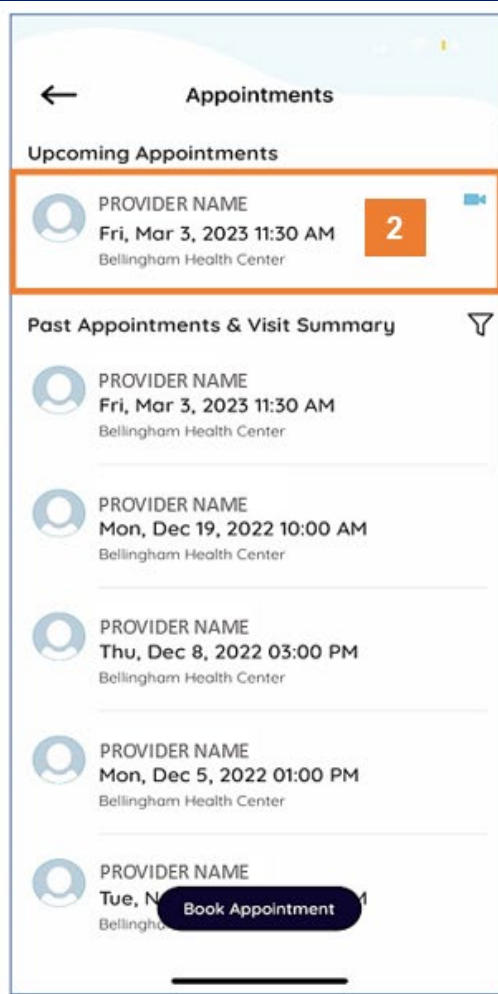 Appointments
Upcoming Appointments
PROVIDER NAME
Fri, Mar 3, 2023 11:30 AM
2
Bellingham Health Center
Past Appointments & Visit Summary
PROVIDER NAME
Fri, Mar 3, 2023 11:30 AM
Bellingham Health Center
PROVIDER NAME
Mon, Dec 19, 2022 10:00 AM
Bellingham Health Center
PROVIDER NAME
Thu, Dec 8, 2022 03:00 PM
Bellingham Health Center
PROVIDER NAME
Mon, Dec 5, 2022 01:00 PM
Bellingham Health Center
PROVIDER NAME
Tue,
Book Appointment